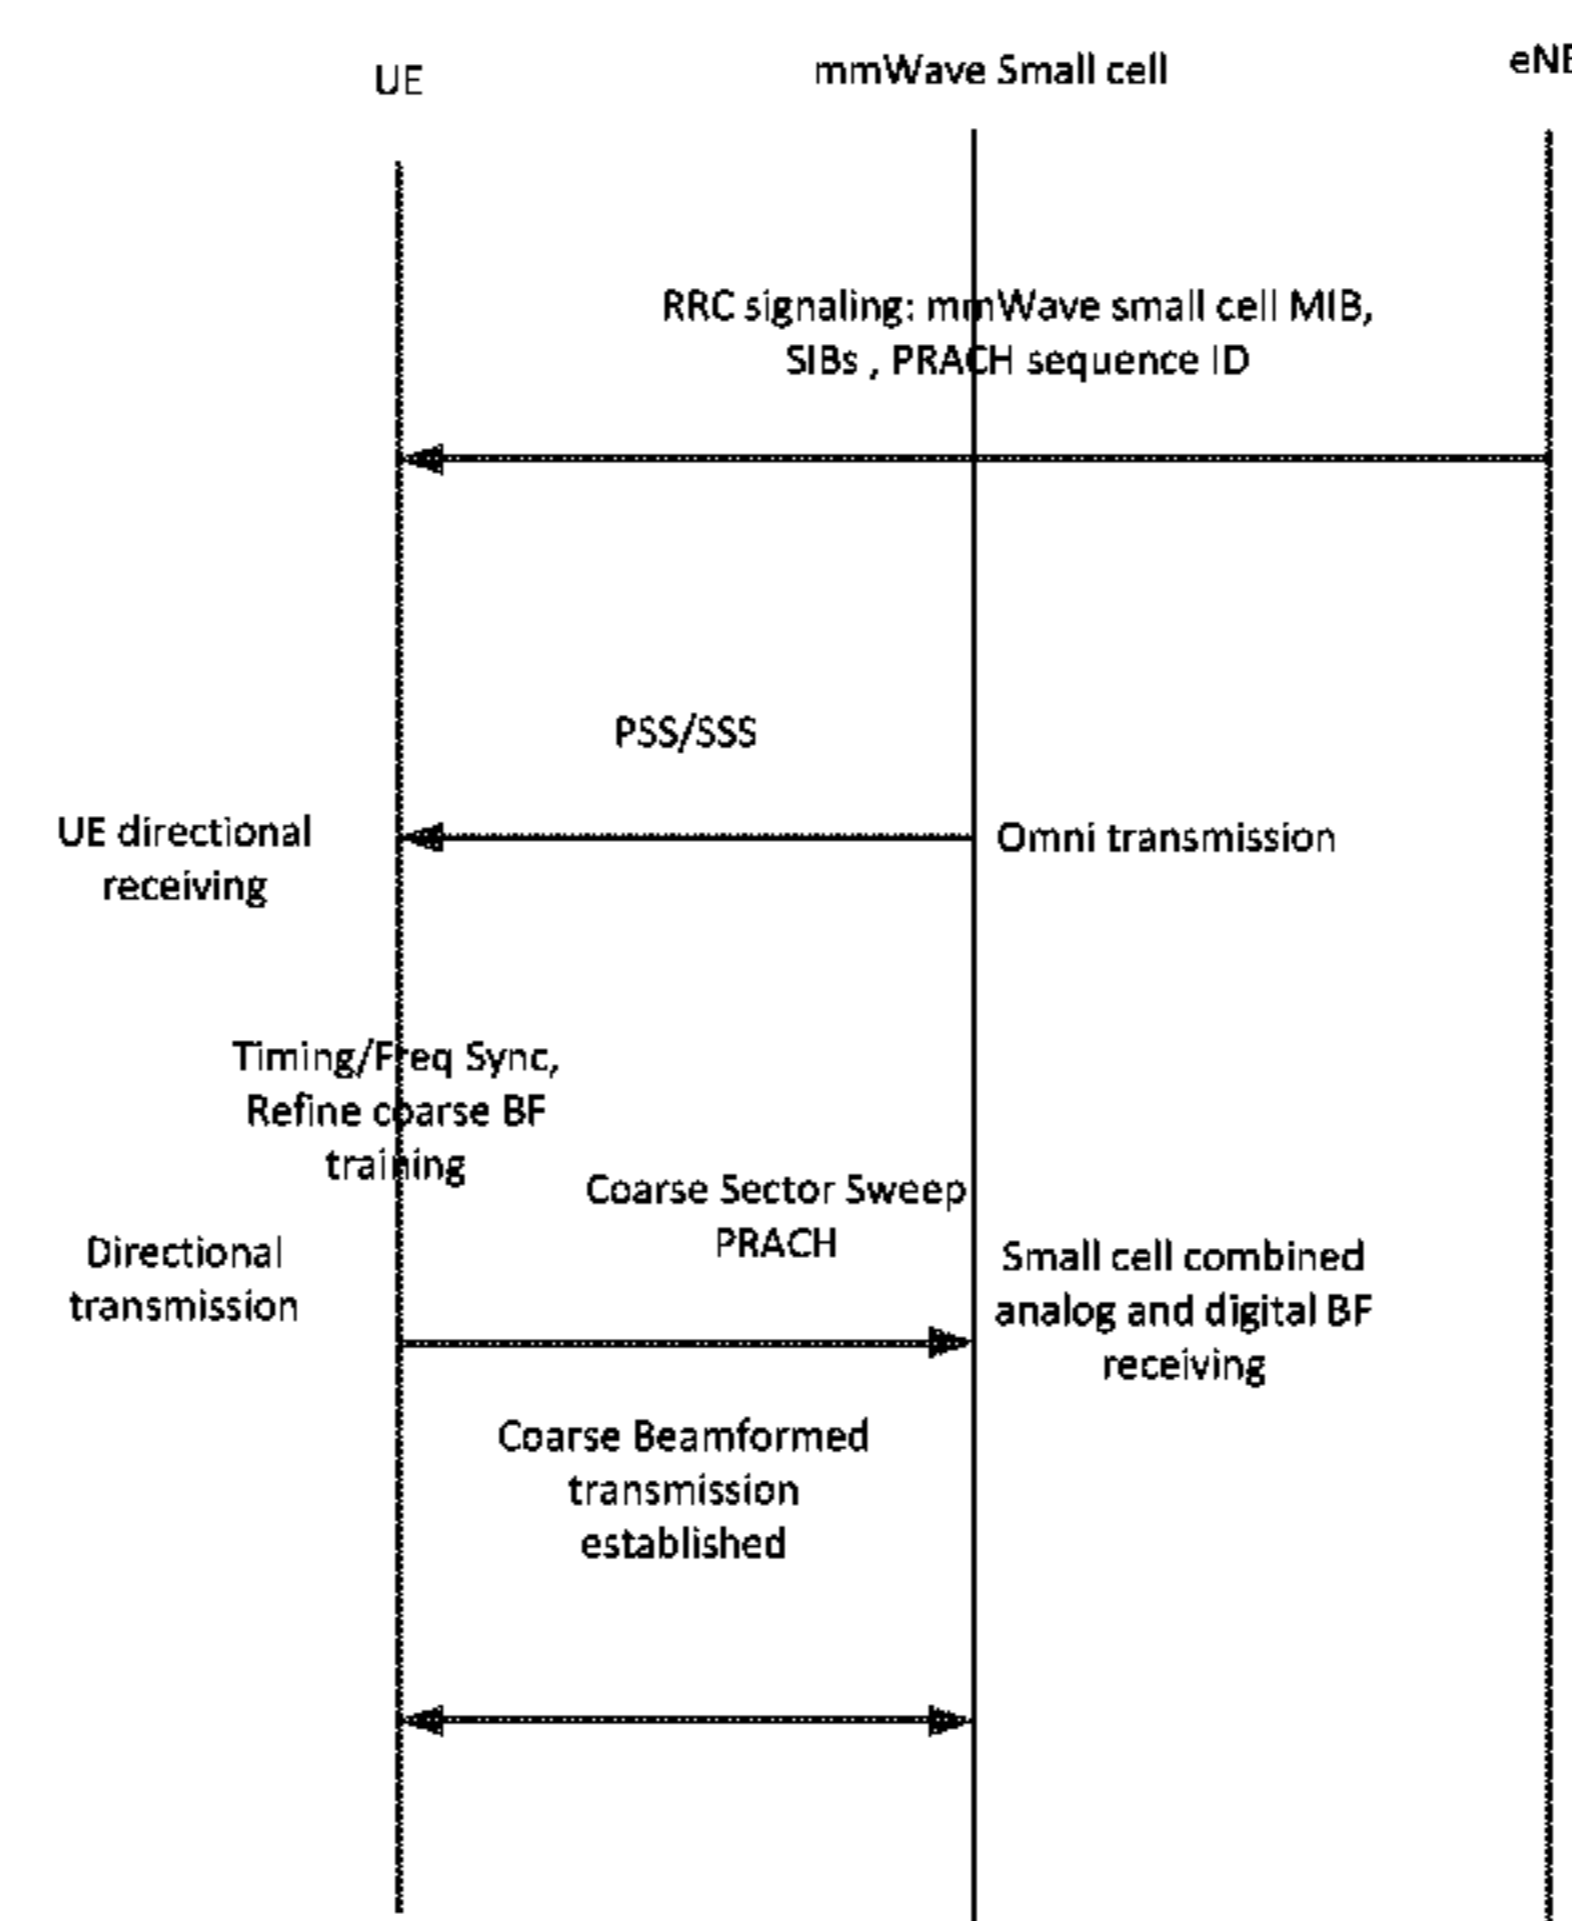 UE
mmWave Small cell
eNB
RRC signaling: mmWave small cell MIB,
SIBs , PRACH sequence ID
PSS/SSS
UE directional
receiving
Omni transmission
Timing/Freq Sync,
Refine coarse BF
training
Coarse Sector Sweep
PRACH
Directional
transmission
Small cell combined
analog and digital BF
receiving
Coarse Beamformed
transmission
established